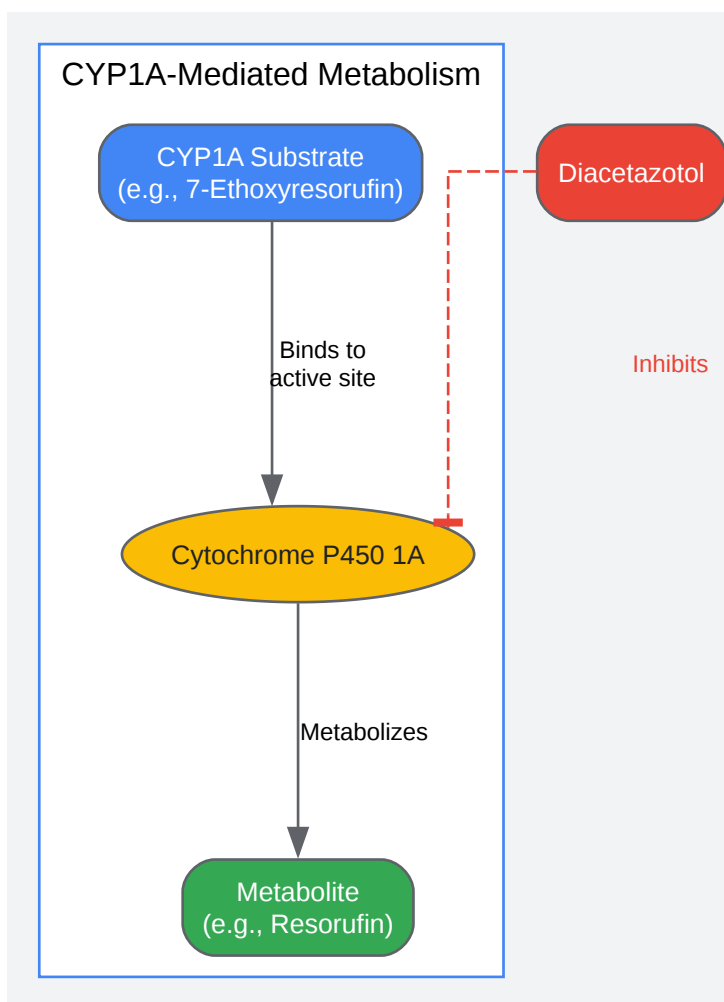 CYP1A-Mediated Metabolism
CYP1A Substrate
(e.g., 7-Ethoxyresorufin)
Diacetazotol
Binds to
active site
Inhibits
Cytochrome P450 1A
Metabolizes
Metabolite
(e.g., Resorufin)